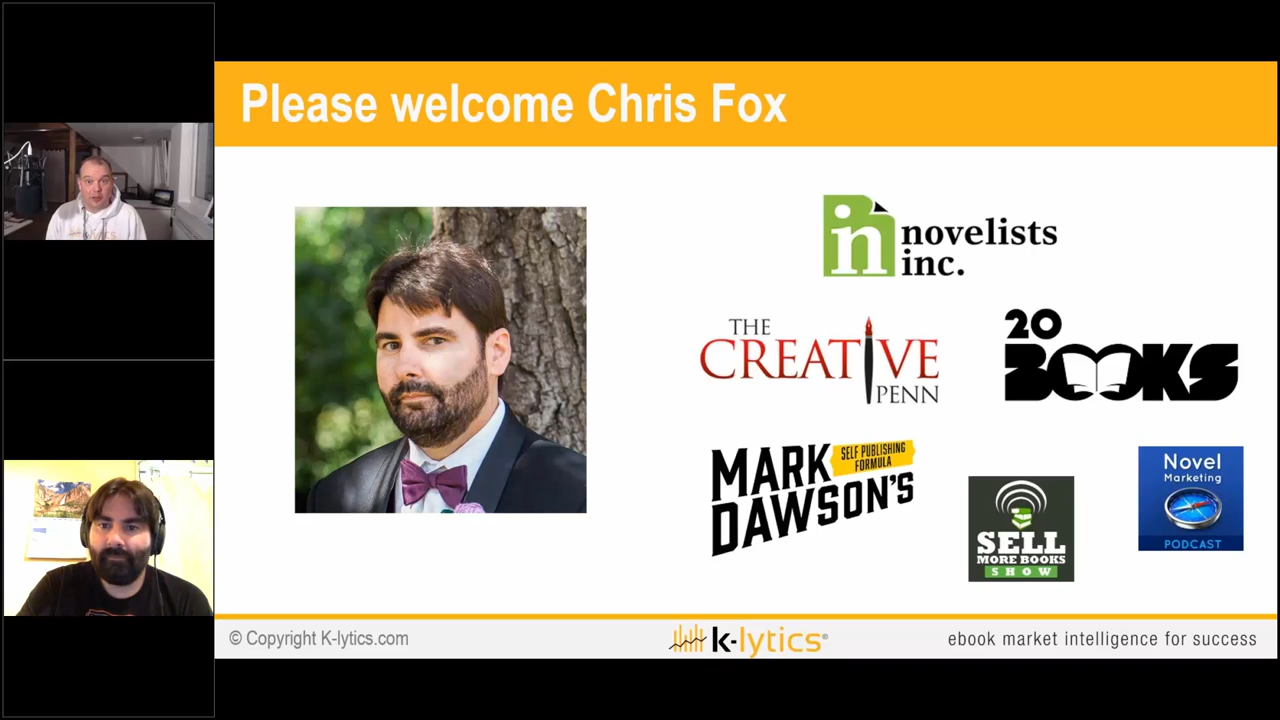 Please welcome Chris Fox
in novelists
inc.
THE
CREATIVE
PENN
20
BOOKS
MARK
DAWSON'S
SELF PUBLISHING
FORMULA
SELL
MORE BOOKS
SHOW
Novel
Marketing
PODCAST
© Copyright K-lytics.com
k-lytics®
ebook market intelligence for success